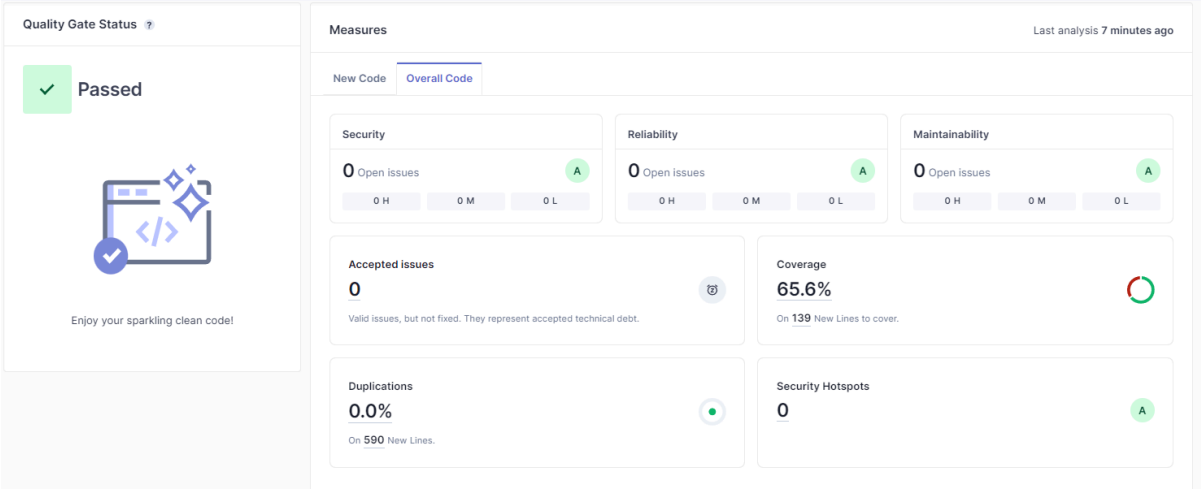 Quality Gate Status ?
Passed
</>
Enjoy your sparkling clean code!
Measures
Last analysis 7 minutes ago
New Code
Overall Code
Security
0 Open issues
A
0 H
0 M
0 L
Reliability
0 Open issues
A
0 H
0 M
0 L
Maintainability
0 Open issues
A
0 H
0 M
0 L
Accepted issues
0
Valid issues, but not fixed. They represent accepted technical debt.
Coverage
65.6%
On 139 New Lines to cover.
Duplications
0.0%
On 590 New Lines.
Security Hotspots
0
A